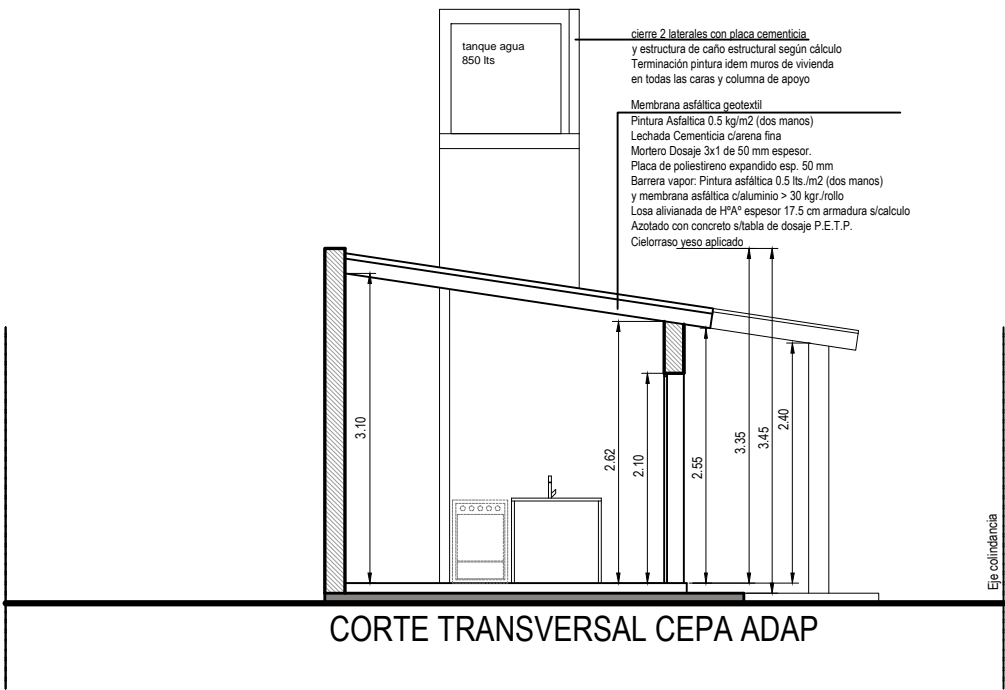 tanque agua
850 lts
cierre 2 laterales con placa cementicia
y estructura de caño estructural según cálculo
Terminación pintura idem muros de vivienda
en todas las caras y columna de apoyo
Membrana asfáltica geotextil
Pintura Asfaltica 0.5 kg/m2 (dos manos)
Lechada Cementicia c/arena fina
Mortero Dosaje 3x1 de 50 mm espesor.
Placa de poliestireno expandido esp. 50 mm
Barrera vapor: Pintura asfáltica 0.5 lts./m2 (dos manos)
y membrana asfáltica c/aluminio > 30 kgr./rollo
Losa alivianada de HºAº espesor 17.5 cm armadura s/calculo
Azotado con concreto s/tabla de dosaje P.E.T.P.
Cielorraso yeso aplicado
3.10
2.62
2.10
2.55
3.35
3.45
2.40
Eje colindancia
CORTE TRANSVERSAL CEPA ADAP